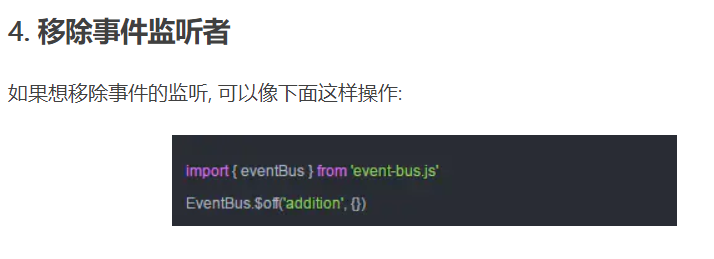 4. 移除事件监听者
如果想移除事件的监听, 可以像下面这样操作:
import { eventBus } from 'event-bus.js'
EventBus.$off('addition', {})